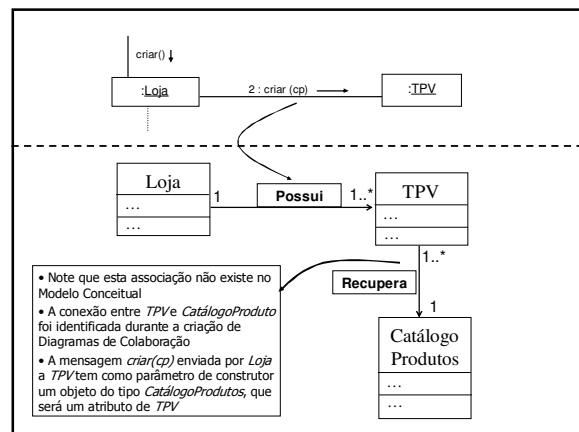 criar()
:Loja
2 : criar (cp)
:TPV
Loja
...
...
1
Possui
1..*
TPV
...
...
1..*
Recupera
1
Catálogo
Produtos
...
...
• Note que esta associação não existe no
Modelo Conceitual
• A conexão entre TPV e CatálogoProduto
foi identificada durante a criação de
Diagramas de Colaboração
• A mensagem criar(cp) enviada por Loja
a TPV tem como parâmetro de construtor
um objeto do tipo CatálogoProdutos, que
será um atributo de TPV